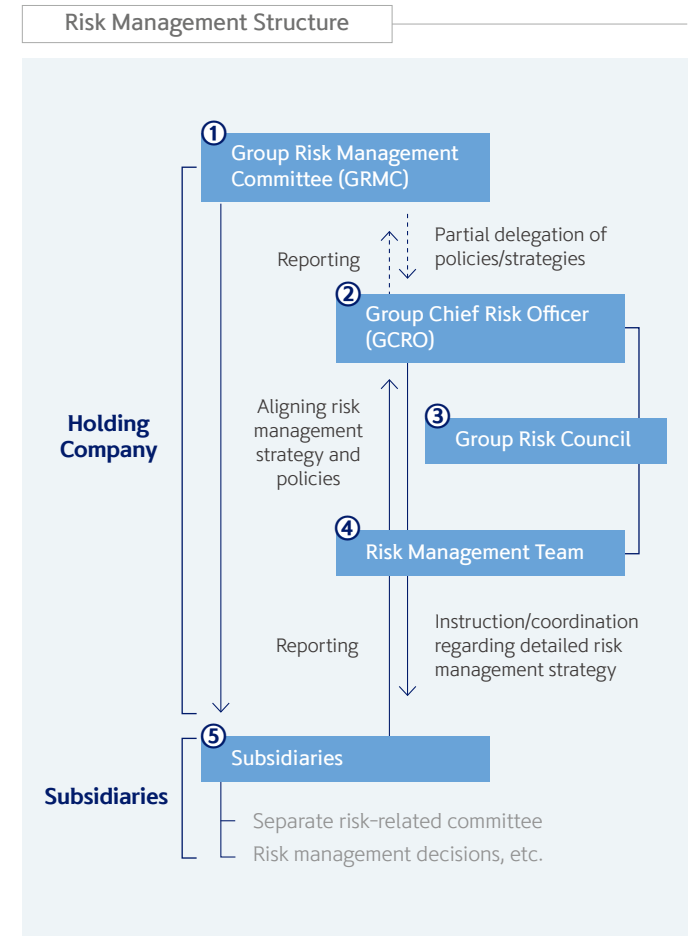 Risk Management Structure
①
Group Risk Management
Committee (GRMC)
Reporting
Partial delegation of
policies/strategies
②
Group Chief Risk Officer
(GCRO)
Aligning risk
management
strategy and
policies
③
Group Risk Council
Holding
Company
④
Risk Management Team
Reporting
Instruction/coordination
regarding detailed risk
management strategy
⑤
Subsidiaries
Subsidiaries
Separate risk-related committee
Risk management decisions, etc.